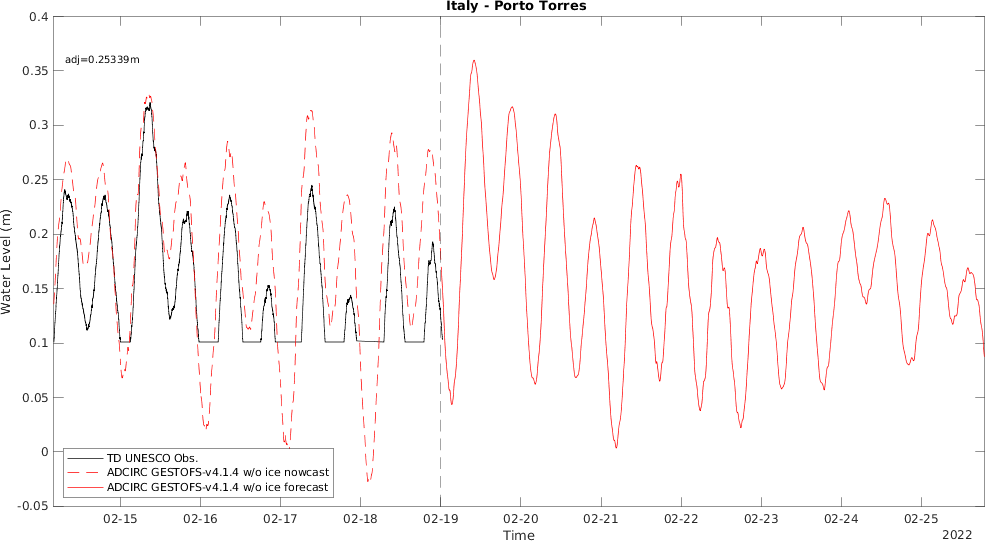 Italy - Porto Torres
adj=0.25339m
0.4
0.35
0.3
0.25
0.2
0.15
0.1
0.05
0
-0.05
Water Level (m)
TD UNESCO Obs.
ADCIRC GESTOFS-v4.1.4 w/o ice nowcast
ADCIRC GESTOFS-v4.1.4 w/o ice forecast
02-15 02-16 02-17 02-18 02-19 02-20 02-21 02-22 02-23 02-24 02-25
Time
2022